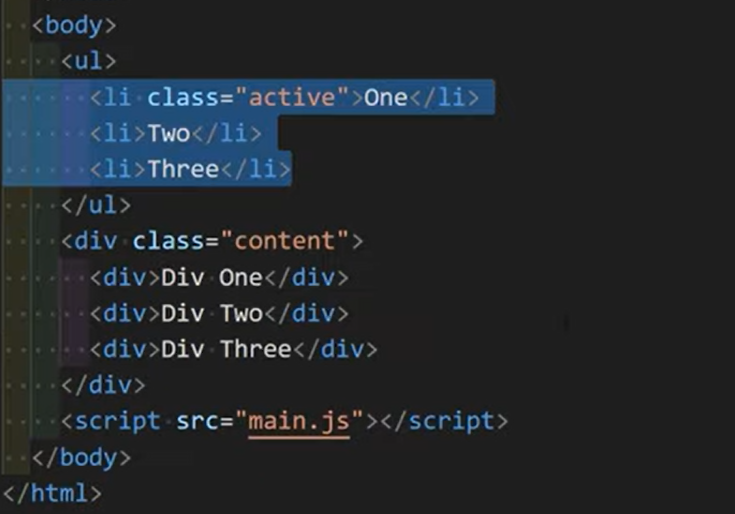 <body>
<ul>
<li class="active">One</li>
<li>Two</li>
<li>Three</li>
</ul>
<div class="content">
<div>Div One</div>
<div>Div Two</div>
<div>Div Three</div>
</div>
<script src="main.js"></script>
</body>
</html>